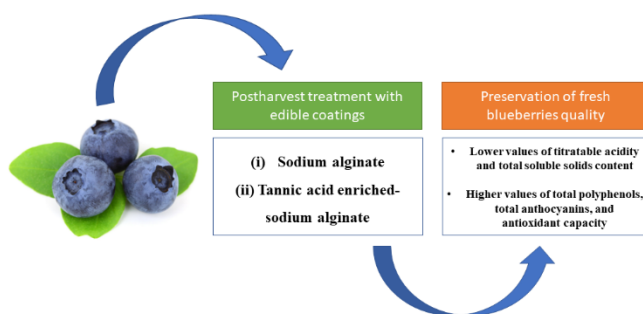 Postharvest treatment with
edible coatings
(i) Sodium alginate
(ii) Tannic acid enriched-
sodium alginate
Preservation of fresh
blueberries quality
• Lower values of titratable acidity
and total soluble solids content
• Higher values of total polyphenols,
total anthocyanins, and
antioxidant capacity